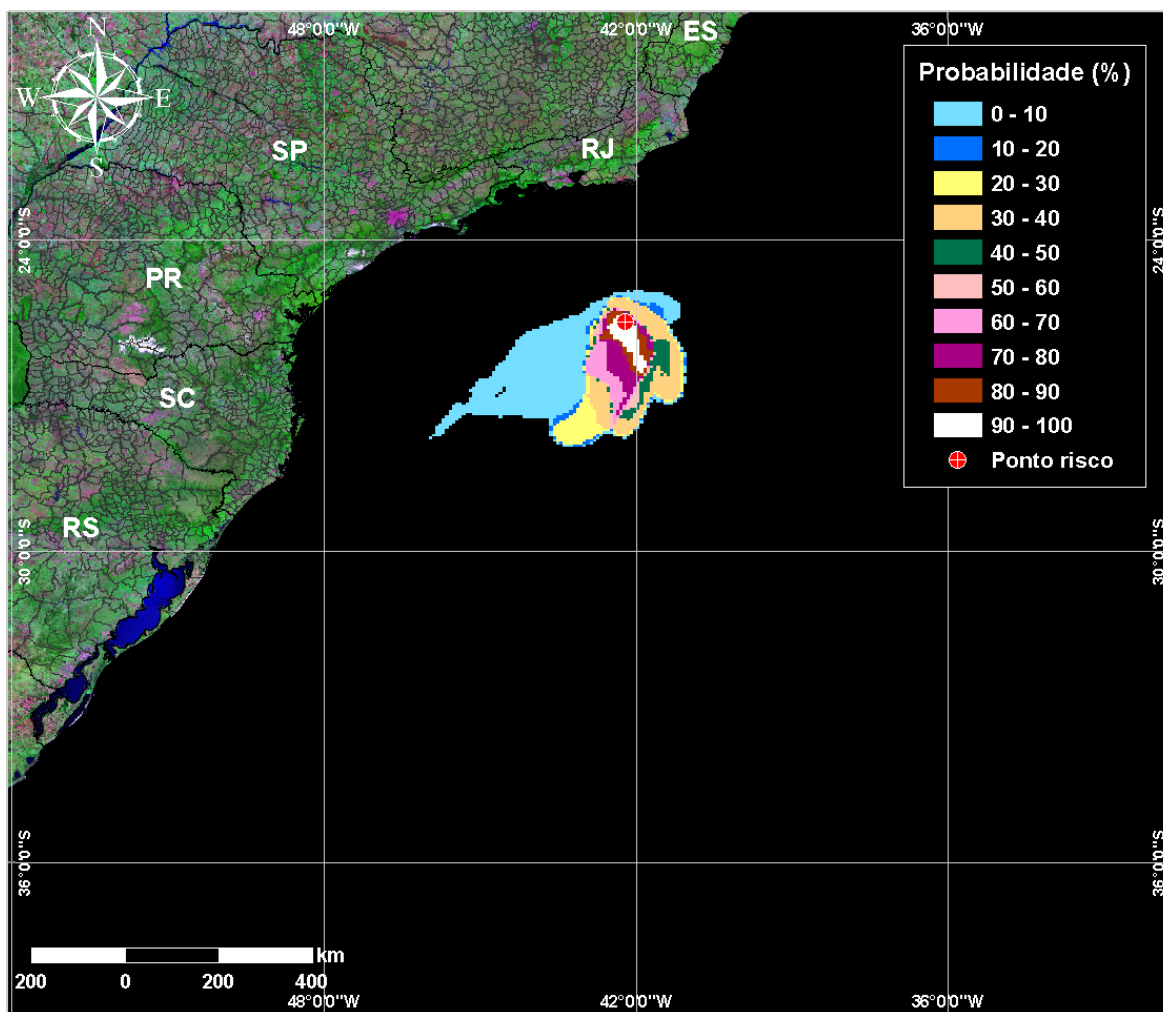 48°0'0"W
42°0'0"W
36°0'0"W
ES
N
W
E
S
SP
RJ
PR
SC
RS
24°0'0"S
24°0'0"S
30°0'0"S
30°0'0"S
36°0'0"S
36°0'0"S
Probabilidade (%)
0 - 10
10 - 20
20 - 30
30 - 40
40 - 50
50 - 60
60 - 70
70 - 80
80 - 90
90 - 100
Ponto risco
km
200 0 200 400
48°0'0"W
42°0'0"W
36°0'0"W